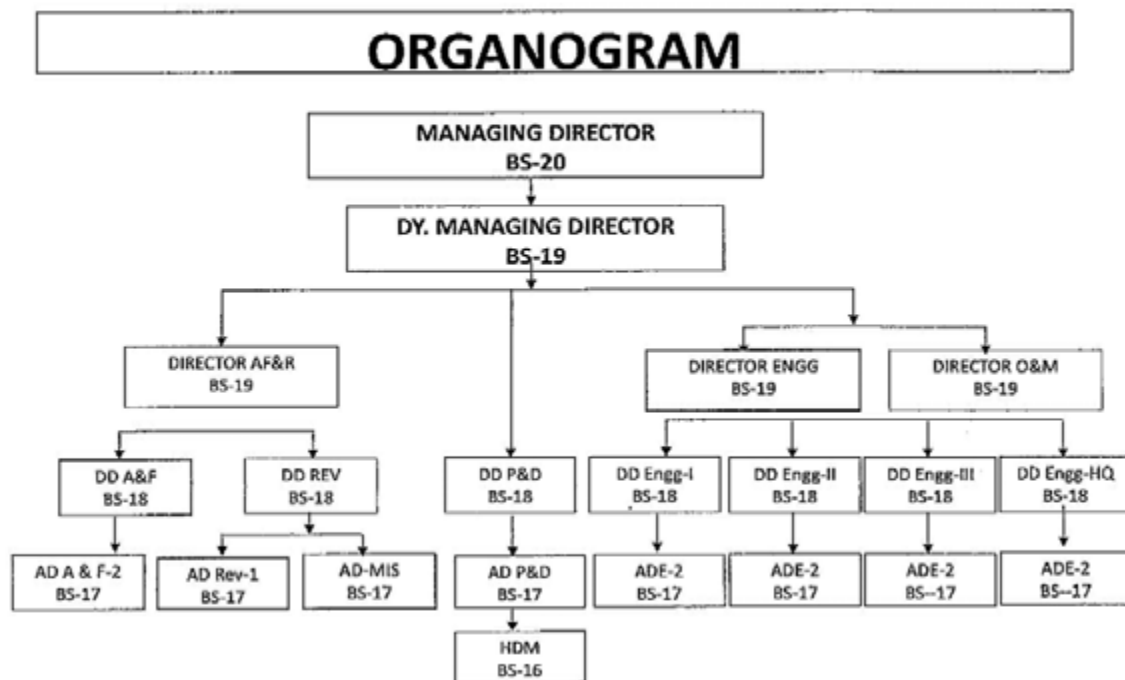 ORGANOGRAM
MANAGING DIRECTOR
BS-20
DY. MANAGING DIRECTOR
BS-19
DIRECTOR AF&R
BS-19
DIRECTOR ENGG
BS-19
DIRECTOR O&M
BS-19
DD A&F
BS-18
DD REV
BS-18
DD P&D
BS-18
DD Engg-I
BS-18
DD Engg-II
BS-18
DD Engg-III
BS-18
DD Engg-HQ
BS-18
AD A & F-2
BS-17
AD Rev-1
BS-17
AD-MIS
BS-17
AD P&D
BS-17
ADE-2
BS-17
ADE-2
BS-17
ADE-2
BS--17
ADE-2
BS--17
HDM
BS-16